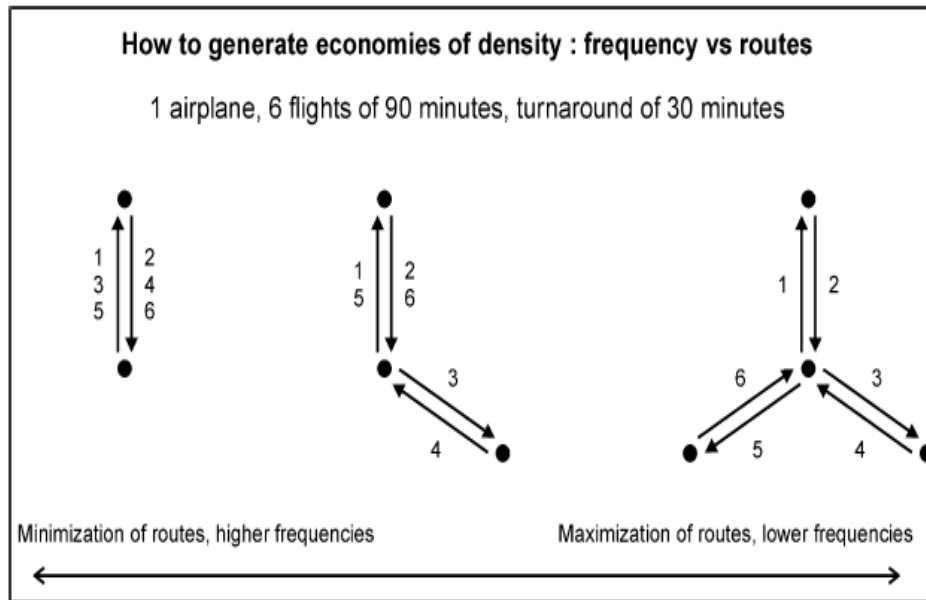 How to generate economies of density : frequency vs routes
1 airplane, 6 flights of 90 minutes, turnaround of 30 minutes
1 2
3 4
5 6
1 2
5 6
3
4
1 2
6 3
5 4
Minimization of routes, higher frequencies
Maximization of routes, lower frequencies